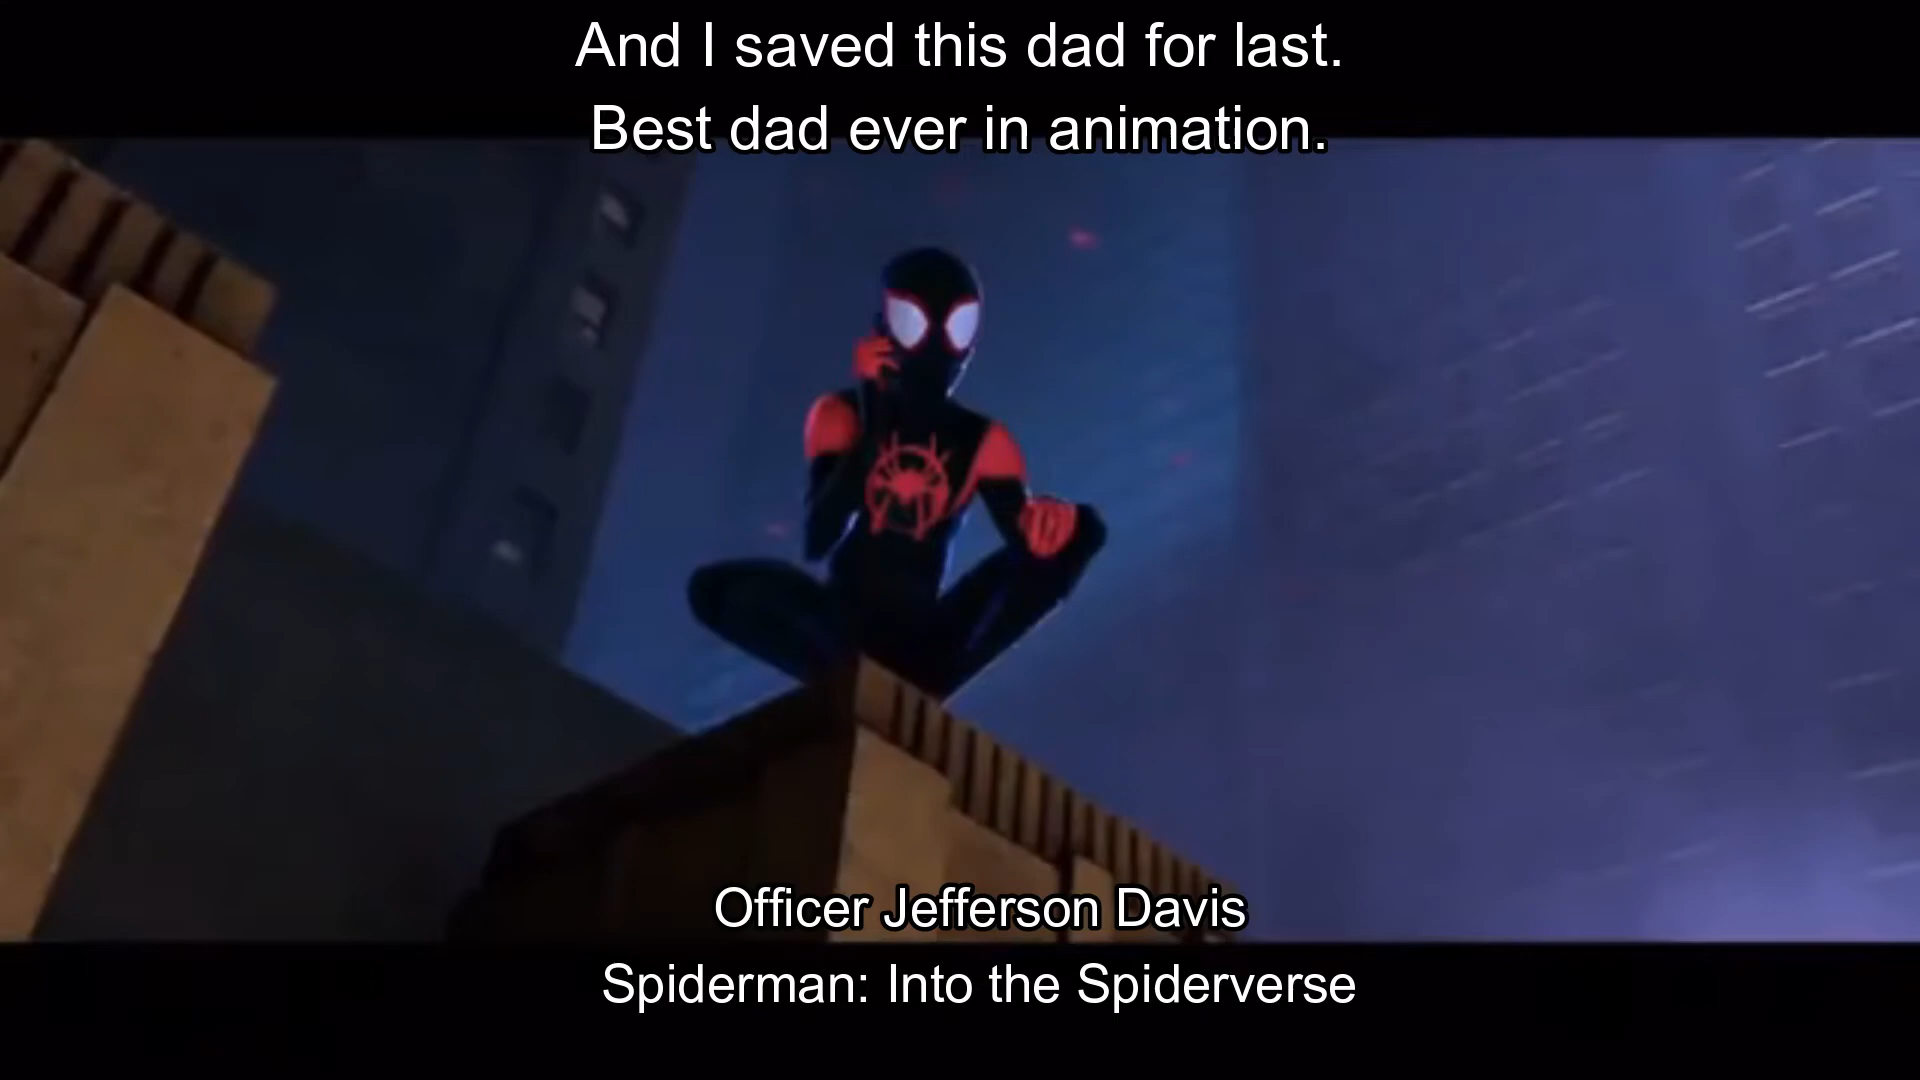 And I saved this dad for last.
Best dad ever in animation.
Officer Jefferson Davis
Spiderman: Into the Spiderverse